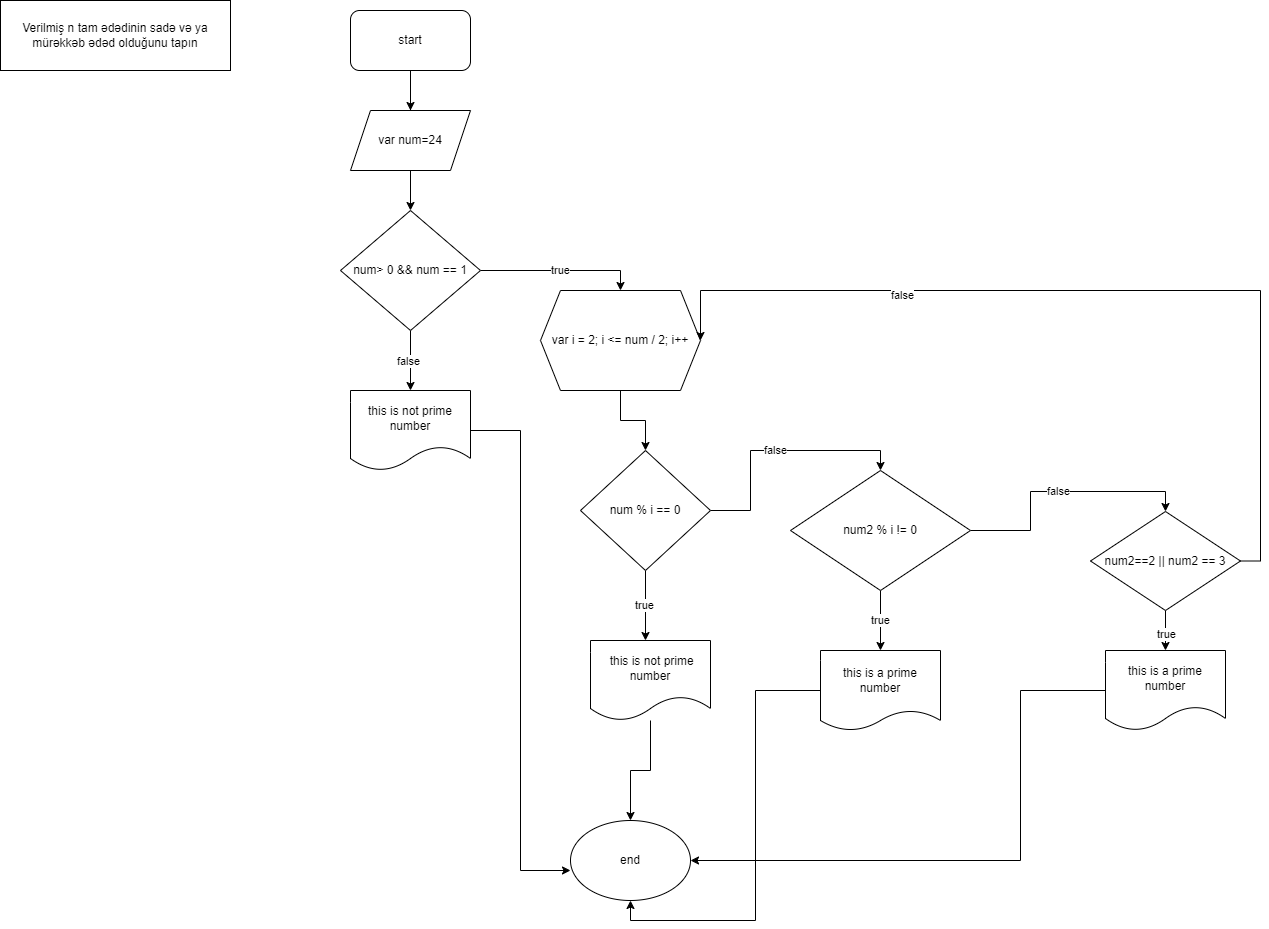 Verilmiş n tam ədədinin sadə və ya
mürəkkəb ədəd olduğunu tapın
start
var num=24
num> 0 && num == 1
true
false
var i = 2; i <= num / 2; i++
false
this is not prime
number
num % i == 0
false
num2 % i != 0
false
num2==2 || num2 == 3
true
true
true
this is not prime
number
this is a prime
number
this is a prime
number
end